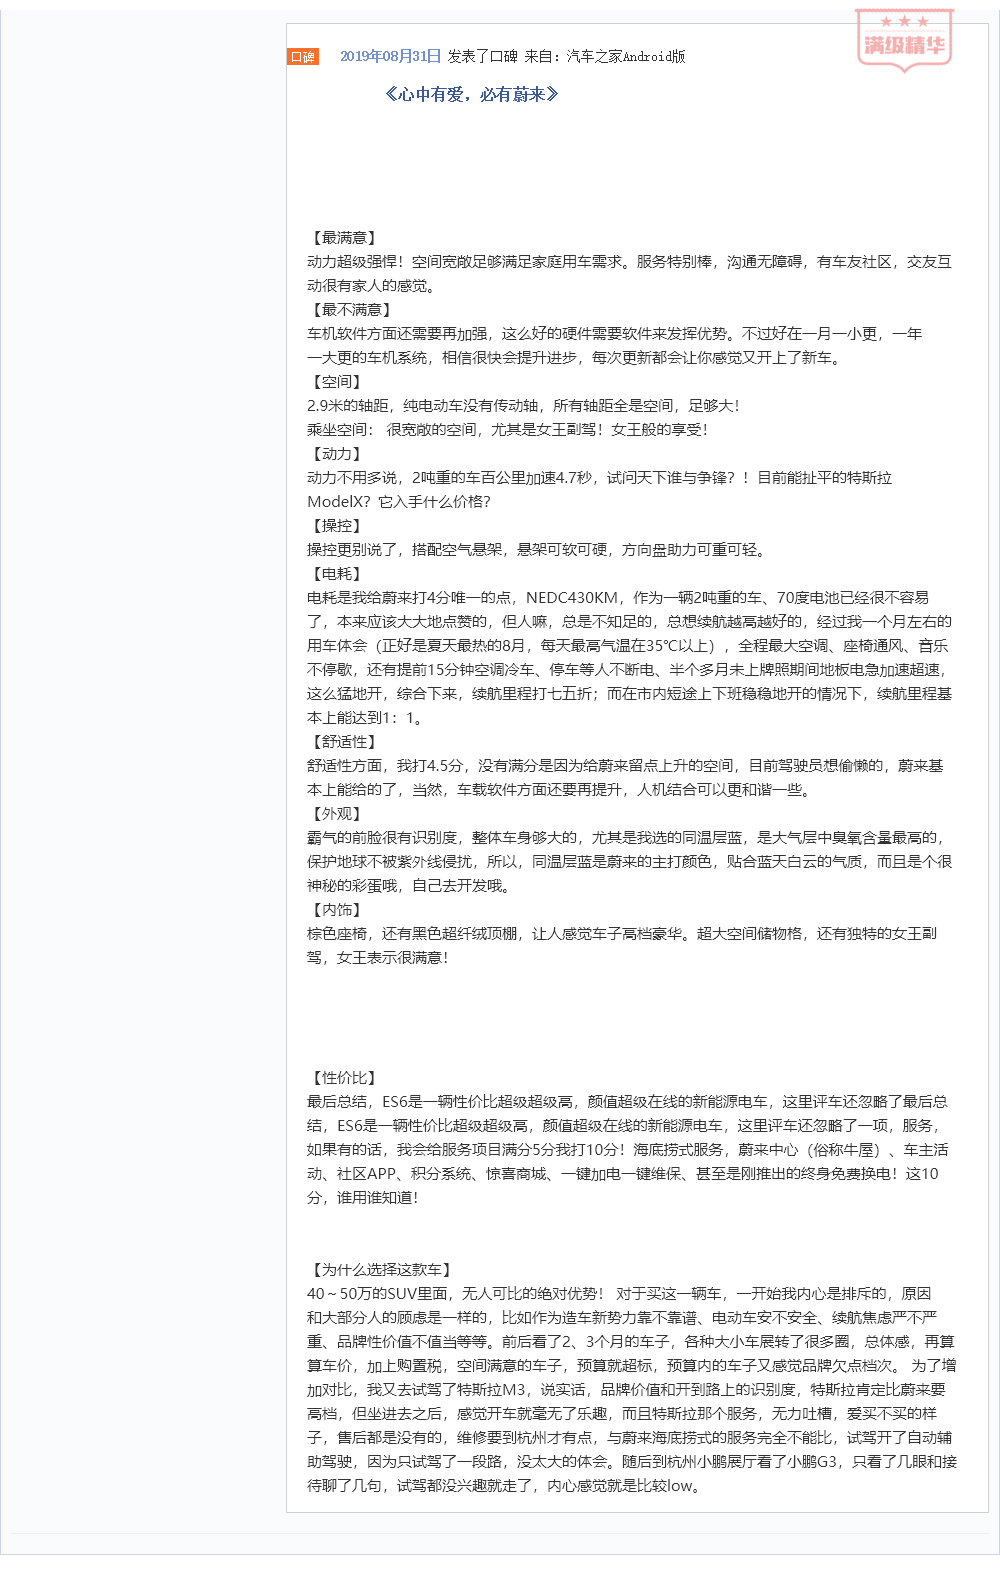 满级精华
口碑 2019年08月31日 发表了口碑 来自：汽车之家Android版
《心中有爱，必有蔚来》
【最满意】
动力超级强悍！空间宽敞足够满足家庭用车需求。服务特别棒，沟通无障碍，有车友社区，交友互
动很有家人的感觉。
【最不满意】
车机软件方面还需要再加强，这么好的硬件需要软件来发挥优势。不过好在一月一小更，一年
一大更的车机系统，相信很快会提升进步，每次更新都会让你感觉又开上了新车。
【空间】
2.9米的轴距，纯电动车没有传动轴，所有轴距全是空间，足够大！
乘坐空间： 很宽敞的空间，尤其是女王副驾！女王般的享受！
【动力】
动力不用多说，2吨重的车百公里加速4.7秒，试问天下谁与争锋？！目前能扯平的特斯拉
ModelX？它入手什么价格？
【操控】
操控更别说了，搭配空气悬架，悬架可软可硬，方向盘助力可重可轻。
【电耗】
电耗是我给蔚来打4分唯一的点，NEDC430KM，作为一辆2吨重的车、70度电池已经很不容易
了，本来应该大大地点赞的，但人嘛，总是不知足的，总想续航越高越好的，经过我一个月左右的
用车体会（正好是夏天最热的8月，每天最高气温在35℃以上），全程最大空调、座椅通风、音乐
不停歇，还有提前15分钟空调冷车、停车等人不断电、半个多月未上牌照期间地板电急加速超速，
这么猛地开，综合下来，续航里程打七五折；而在市内短途上下班稳稳地开的情况下，续航里程基
本上能达到1：1。
【舒适性】
舒适性方面，我打4.5分，没有满分是因为给蔚来留点上升的空间，目前驾驶员想偷懒的，蔚来基
本上能给的了，当然，车载软件方面还要再提升，人机结合可以更和谐一些。
【外观】
霸气的前脸很有识别度，整体车身够大的，尤其是我选的同温层蓝，是大气层中臭氧含量最高的，
保护地球不被紫外线侵扰，所以，同温层蓝是蔚来的主打颜色，贴合蓝天白云的气质，而且是个很
神秘的彩蛋哦，自己去开发哦。
【内饰】
棕色座椅，还有黑色超纤绒顶棚，让人感觉车子高档豪华。超大空间储物格，还有独特的女王副
驾，女王表示很满意！
【性价比】
最后总结，ES6是一辆性价比超级超级高，颜值超级在线的新能源电车，这里评车还忽略了最后总
结，ES6是一辆性价比超级超级高，颜值超级在线的新能源电车，这里评车还忽略了一项，服务，
如果有的话，我会给服务项目满分5分我打10分！海底捞式服务，蔚来中心（俗称牛屋）、车主活
动、社区APP、积分系统、惊喜商城、一键加电一键维保、甚至是刚推出的终身免费换电！这10
分，谁用谁知道！
【为什么选择这款车】
40～50万的SUV里面，无人可比的绝对优势！ 对于买这一辆车，一开始我内心是排斥的，原因
和大部分人的顾虑是一样的，比如作为造车新势力靠不靠谱、电动车安不安全、续航焦虑严不严
重、品牌性价值不值当等等。前后看了2、3个月的车子，各种大小车展转了很多圈，总体感，再算
算车价，加上购置税，空间满意的车子，预算就超标，预算内的车子又感觉品牌欠点档次。 为了增
加对比，我又去试驾了特斯拉M3，说实话，品牌价值和开到路上的识别度，特斯拉肯定比蔚来要
高档，但坐进去之后，感觉开车就毫无了乐趣，而且特斯拉那个服务，无力吐槽，爱买不买的样
子，售后都是没有的，维修要到杭州才有点，与蔚来海底捞式的服务完全不能比，试驾开了自动辅
助驾驶，因为只试驾了一段路，没太大的体会。随后到杭州小鹏展厅看了小鹏G3，只看了几眼和接
待聊了几句，试驾都没兴趣就走了，内心感觉就是比较low。